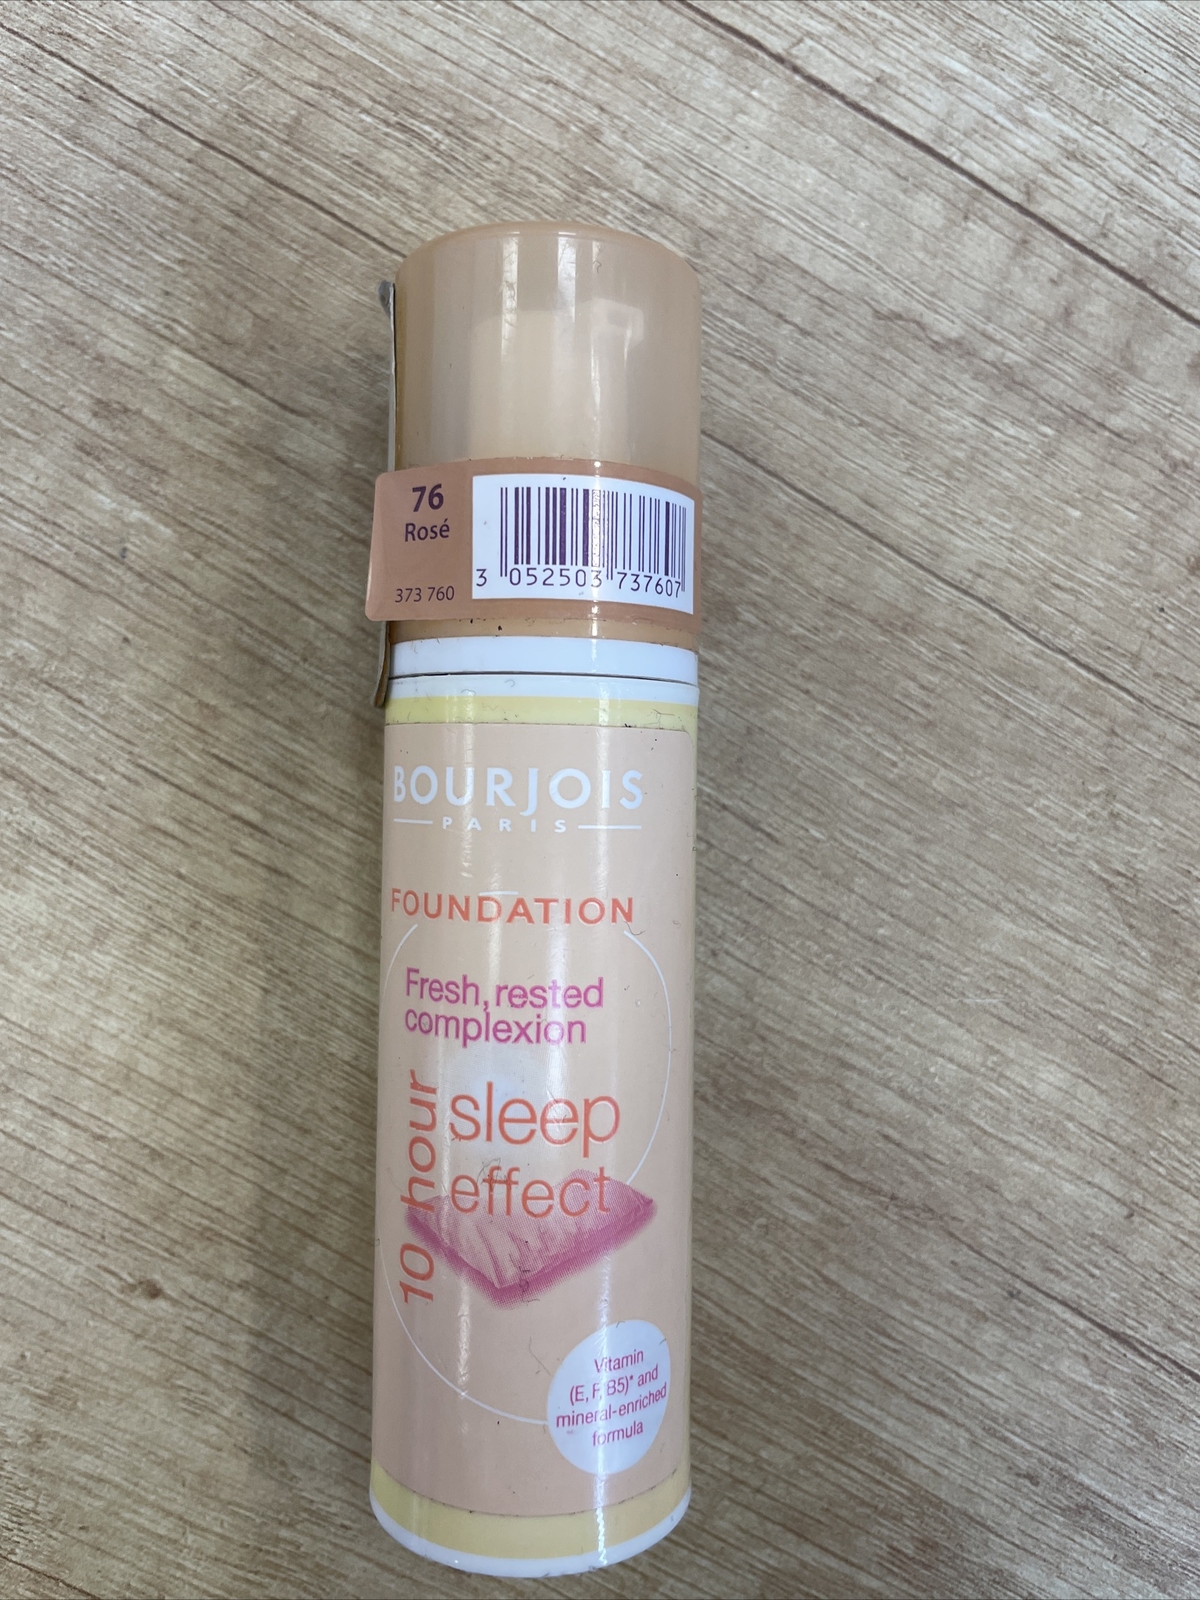 76
Rosé
373 760
3 052503 737607
BOURJOIS
PARIS
FOUNDATION
Fresh, rested
complexion
10 hour
sleep
effect
Vitamin
(E, F, B5)* and
mineral-enriched
formula